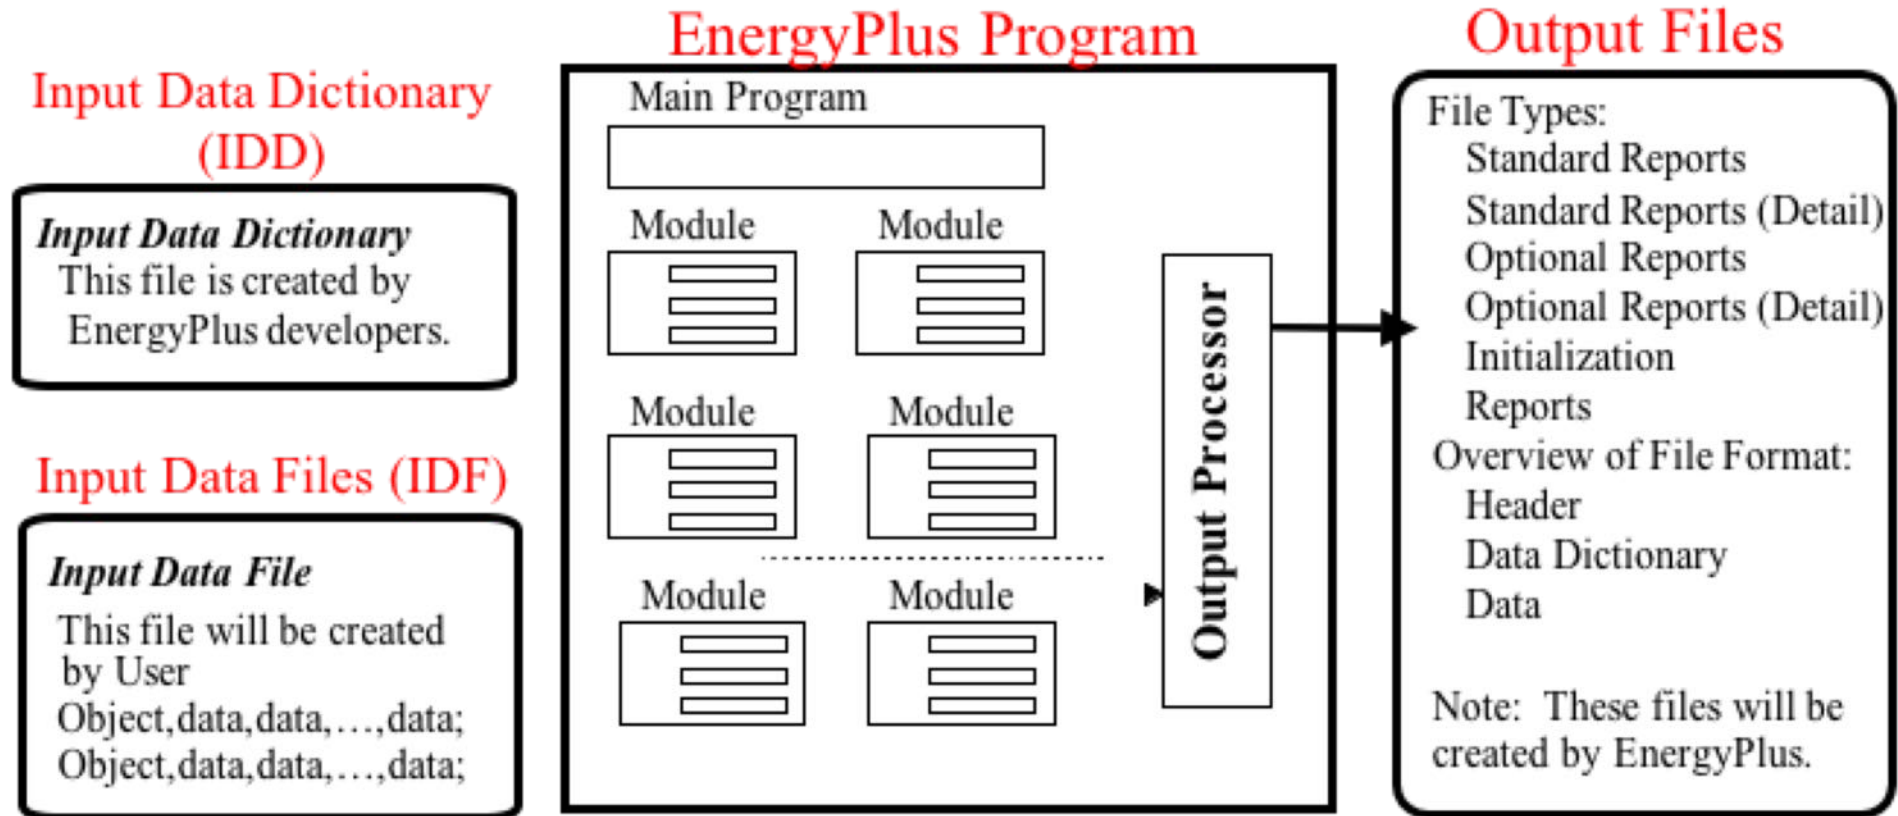 Input Data Dictionary
(IDD)
Input Data Dictionary
This file is created by
EnergyPlus developers.
Input Data Files (IDF)
Input Data File
This file will be created
by User
Object,data,data,...,data;
Object,data,data,...,data;
EnergyPlus Program
Main Program
Module Module
Module Module
Module Module
Output Processor
Output Files
File Types:
Standard Reports
Standard Reports (Detail)
Optional Reports
Optional Reports (Detail)
Initialization
Reports
Overview of File Format:
Header
Data Dictionary
Data
Note: These files will be
created by EnergyPlus.